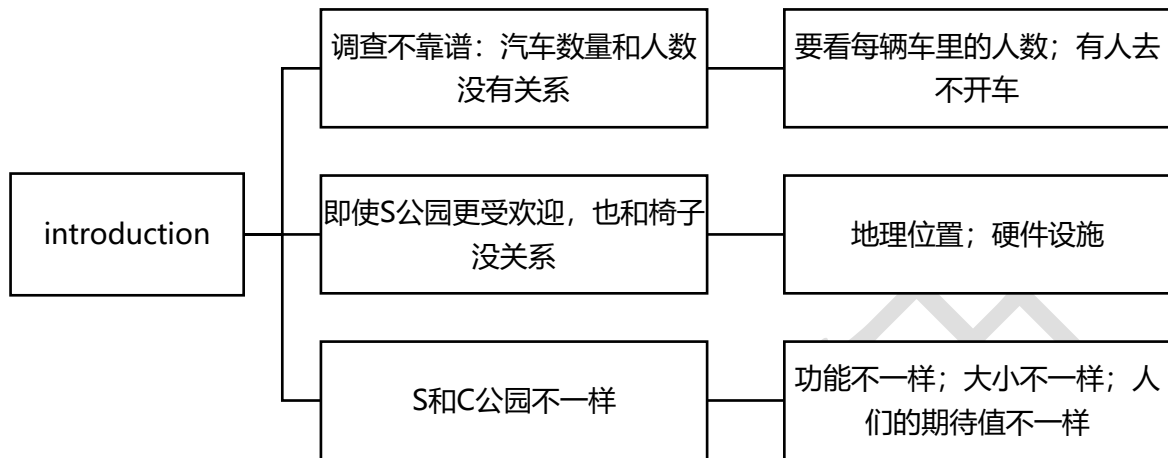 调查不靠谱：汽车数量和人数
没有关系
要看每辆车里的人数；有人去
不开车
introduction
即使S公园更受欢迎，也和椅子
没关系
地理位置；硬件设施
S和C公园不一样
功能不一样；大小不一样；人
们的期待值不一样